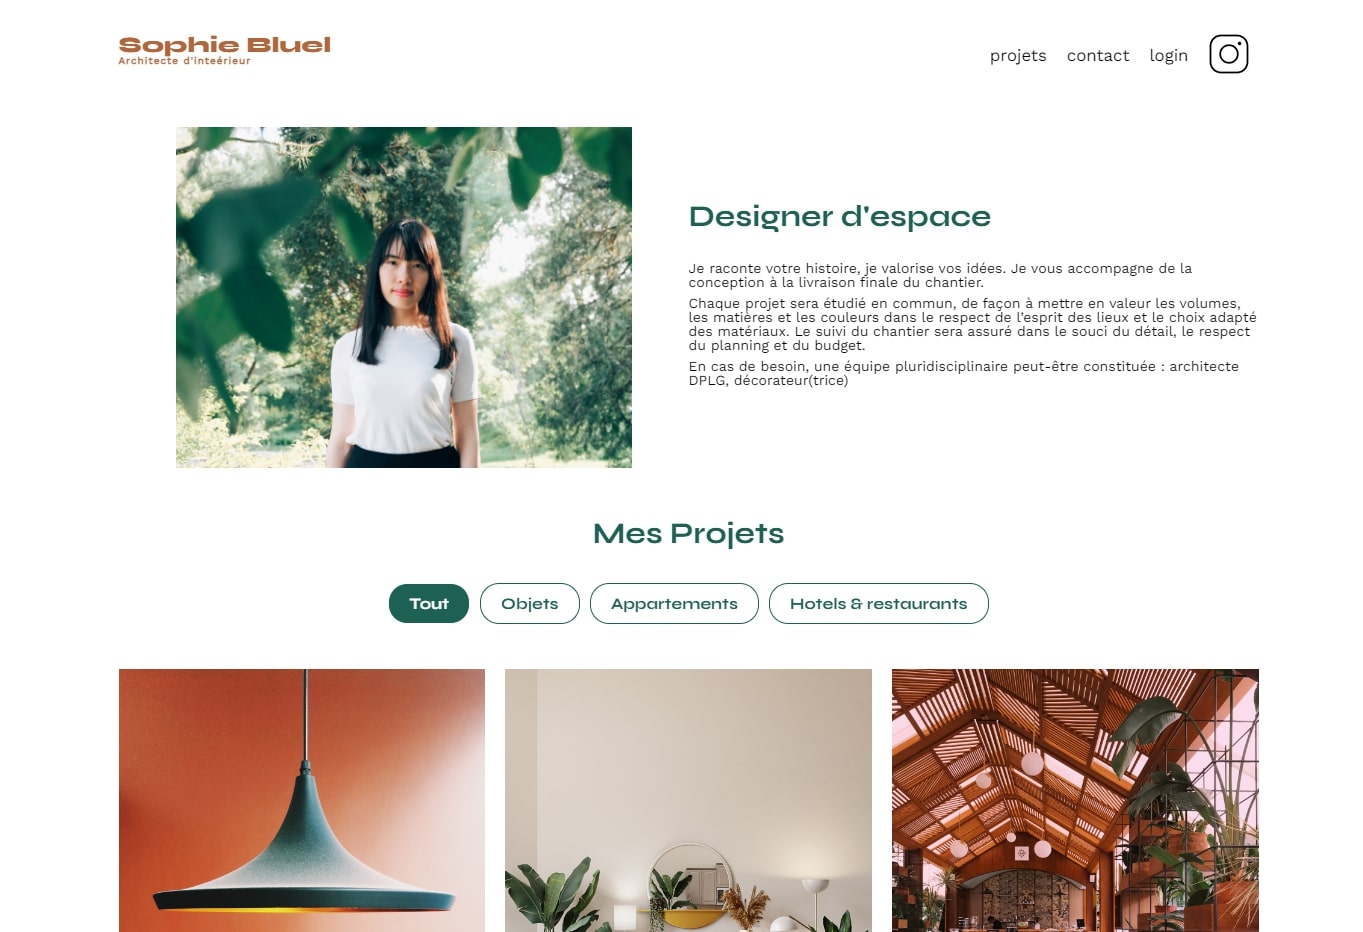 Sophie Bluel
Architecte d'inteérieur
projets
contact
login
Designer d'espace
Je raconte votre histoire, je valorise vos idées. Je vous accompagne de la
conception à la livraison finale du chantier.
Chaque projet sera étudié en commun, de façon à mettre en valeur les volumes,
les matières et les couleurs dans le respect de l’esprit des lieux et le choix adapté
des matériaux. Le suivi du chantier sera assuré dans le souci du détail, le respect
du planning et du budget.
En cas de besoin, une équipe pluridisciplinaire peut-être constituée : architecte
DPLG, décorateur(trice)
Mes Projets
Tout
Objets
Appartements
Hotels & restaurants